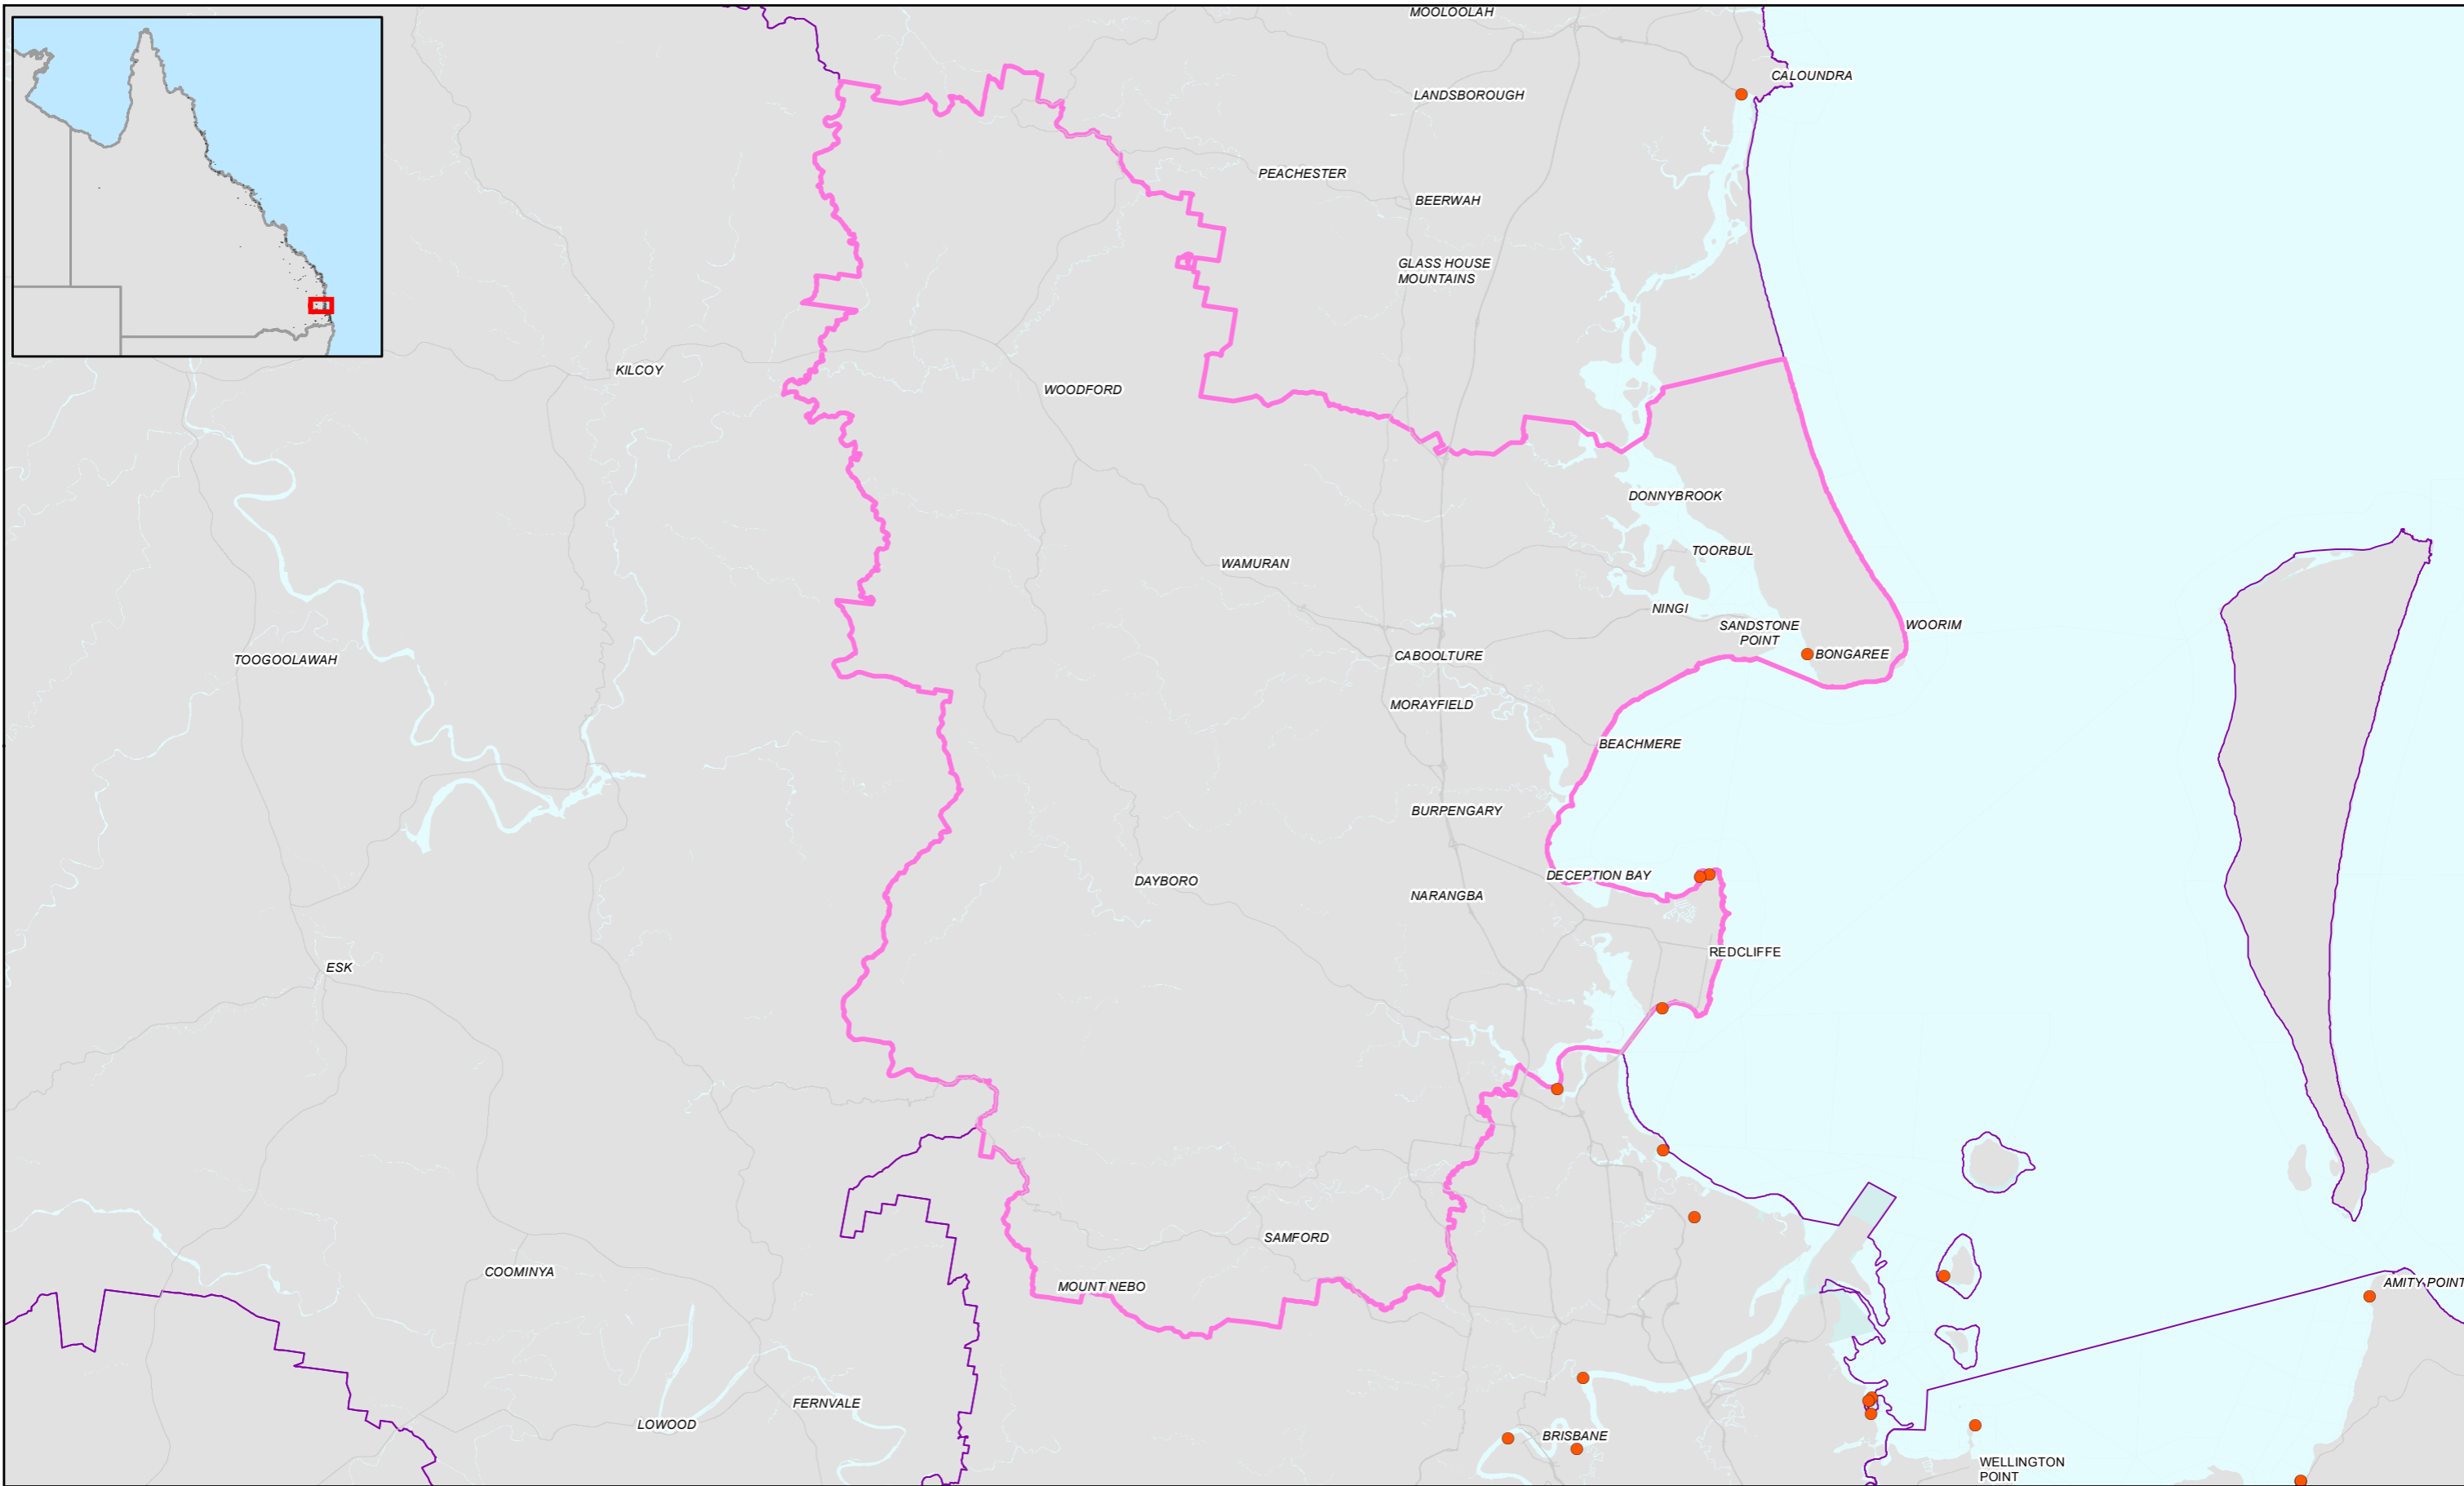 MOOLOOLAH
CALOUNDRA
LANDSBOROUGH
PEACHESTER
BEERWAH
GLASS HOUSE
MOUNTAINS
KILCOY
WOODFORD
DONNYBROOK
TOORBUL
WAMURAN
NINGI
SANDSTONE
POINT
WOORIM
BONGAREE
CABOOLTURE
TOOGOOLAWAH
MORAYFIELD
BEACHMERE
BURPENGARY
DECEPTION BAY
DAYBORO
NARANGBA
REDCLIFFE
ESK
SAMFORD
COOMINYA
MOUNT NEBO
AMITY POINT
FERNVALE
LOWOOD
BRISBANE
WELLINGTON
POINT